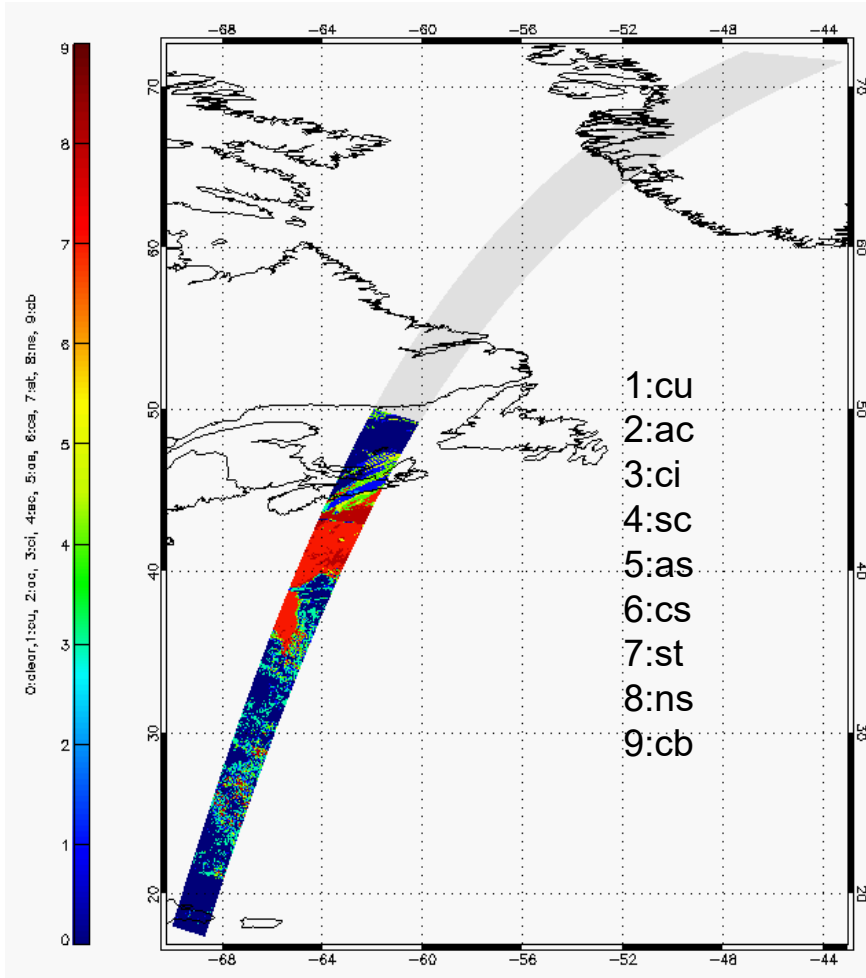 -68 -64 -60 -56 -52 -48 -44
9
8
7
6
5
4
3
2
1
0
0:clear,1:cu, 2:ac, 3:ci, 4:sc, 5:as, 6:cs, 7:st, 8:ns, 9:cb
70
60
50
40
30
20
1:cu
2:ac
3:ci
4:sc
5:as
6:cs
7:st
8:ns
9:cb
70
60
50
40
30
20
-68 -64 -60 -56 -52 -48 -44